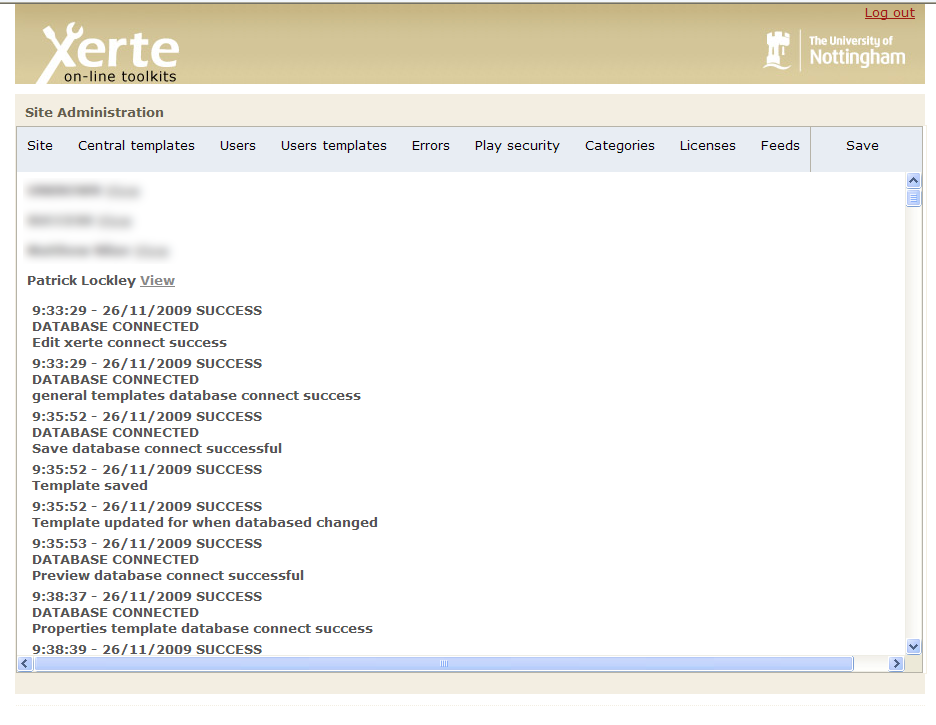 Log out
Xerte
on-line toolkits
The University of
Nottingham
Site Administration
Site Central templates Users Users templates Errors Play security Categories Licenses Feeds Save
Patrick Lockley View
9:33:29 - 26/11/2009 SUCCESS
DATABASE CONNECTED
Edit xerte connect success
9:33:29 - 26/11/2009 SUCCESS
DATABASE CONNECTED
general templates database connect success
9:35:52 - 26/11/2009 SUCCESS
DATABASE CONNECTED
Save database connect successful
9:35:52 - 26/11/2009 SUCCESS
Template saved
9:35:52 - 26/11/2009 SUCCESS
Template updated for when databased changed
9:35:53 - 26/11/2009 SUCCESS
DATABASE CONNECTED
Preview database connect successful
9:38:37 - 26/11/2009 SUCCESS
DATABASE CONNECTED
Properties template database connect success
9:38:39 - 26/11/2009 SUCCESS